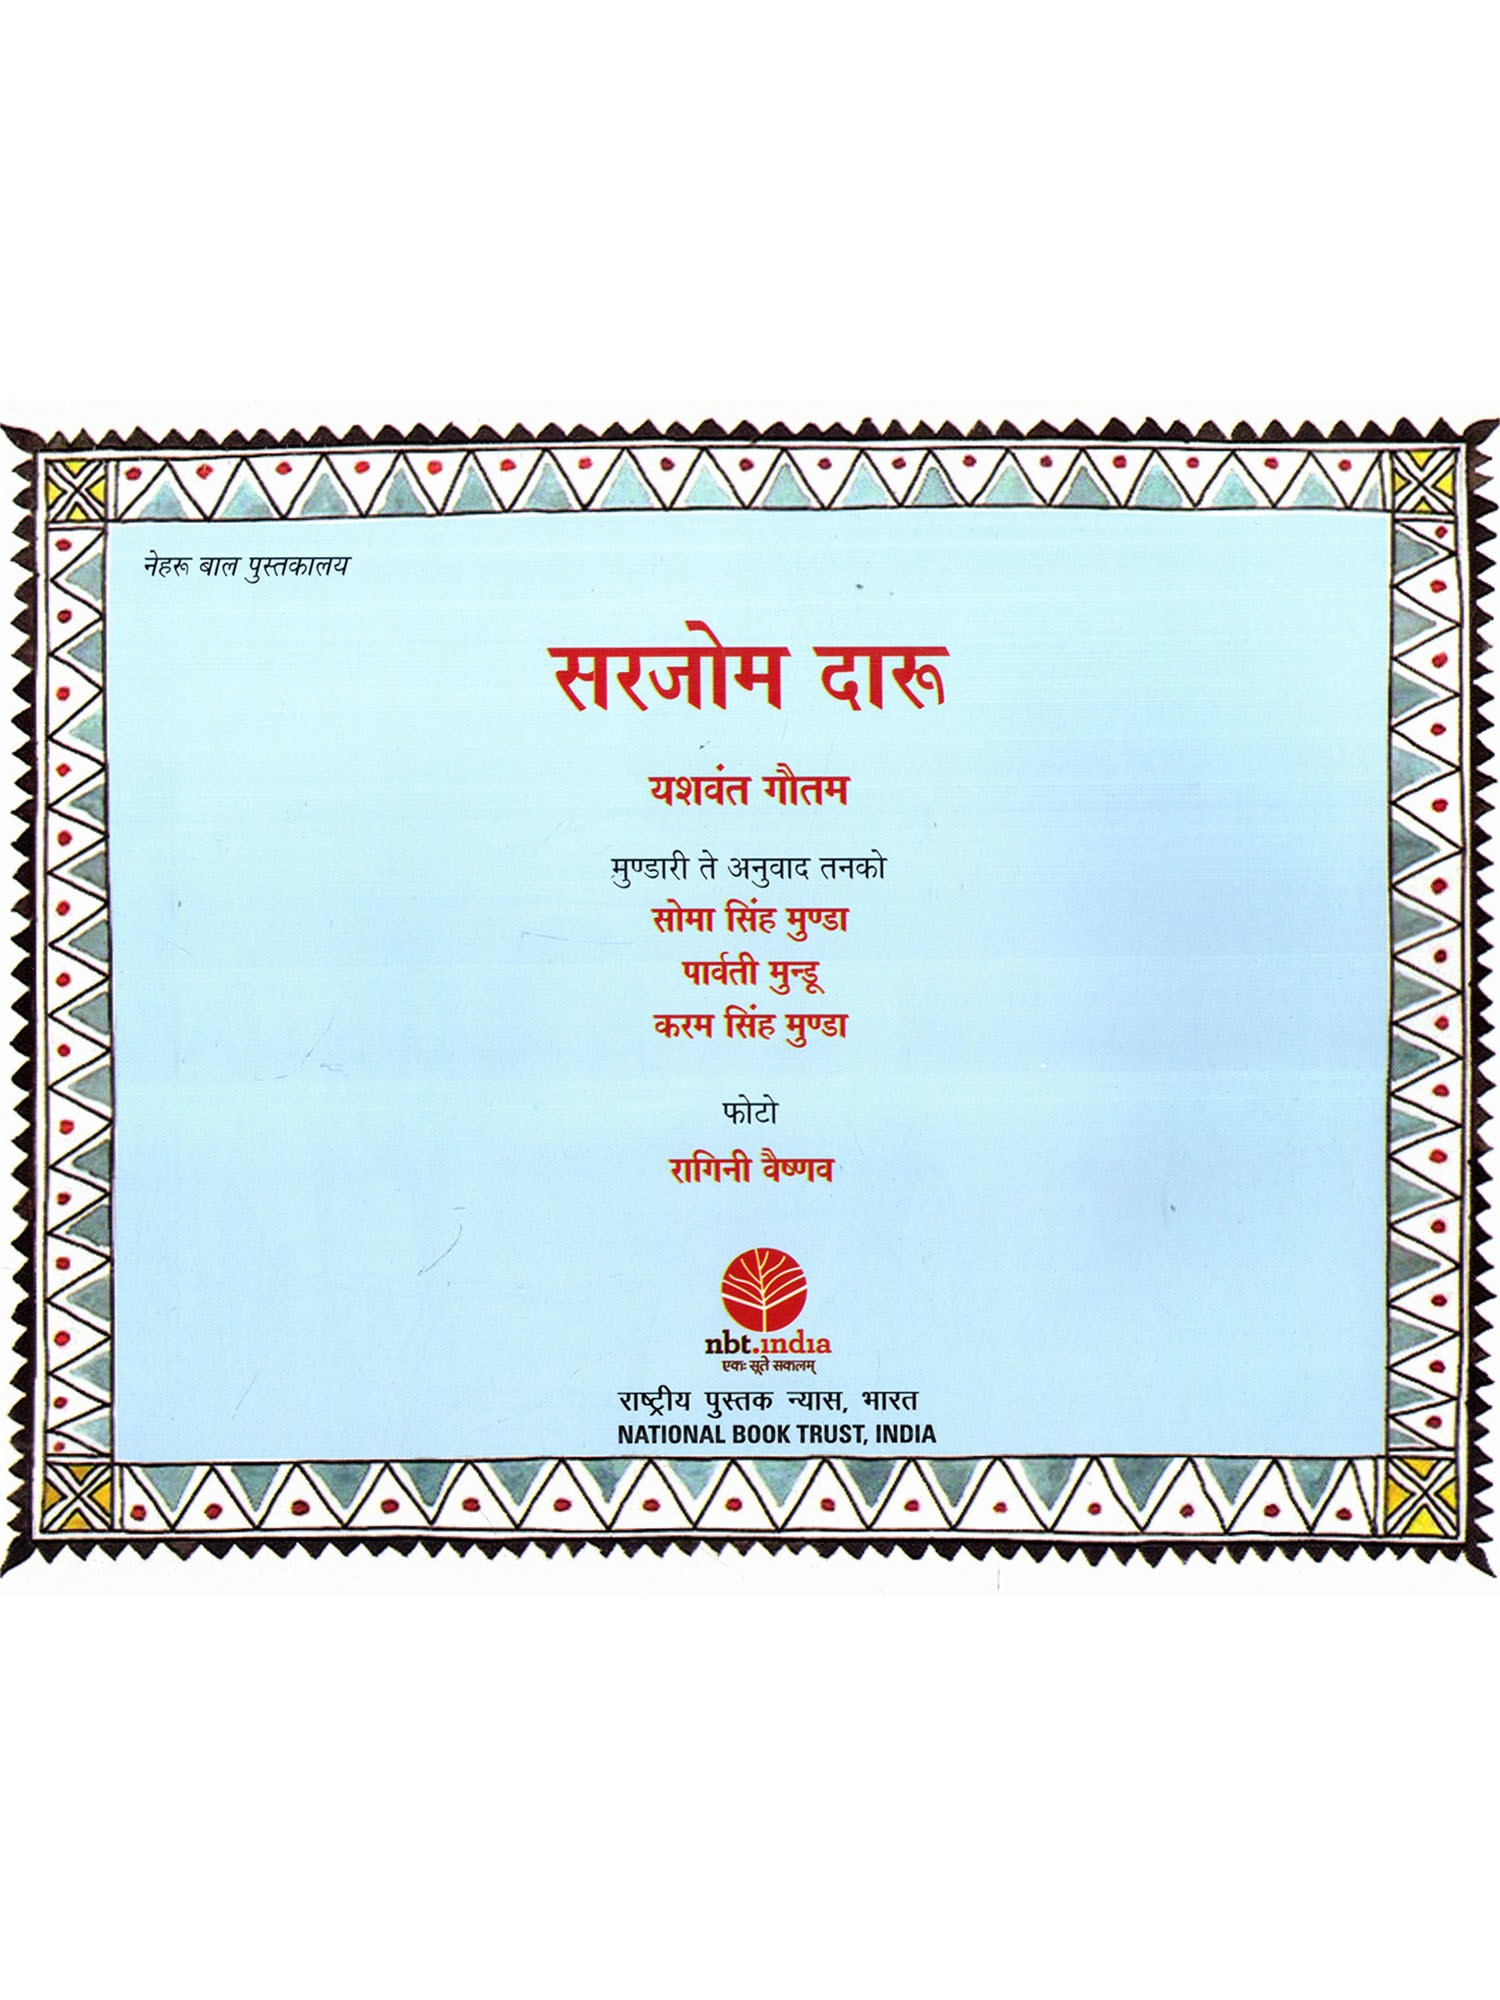 नेहरू बाल पुस्तकालय
सरजोम दारू
यशवंत गौतम
मुण्डारी ते अनुवाद तनको
सोमा सिंह मुण्डा
पार्वती मुन्डू
करम सिंह मुण्डा
फोटो
रागिनी वैष्णव
nbt.india
एकः सूते सकलम्
राष्ट्रीय पुस्तक न्यास, भारत
NATIONAL BOOK TRUST, INDIA